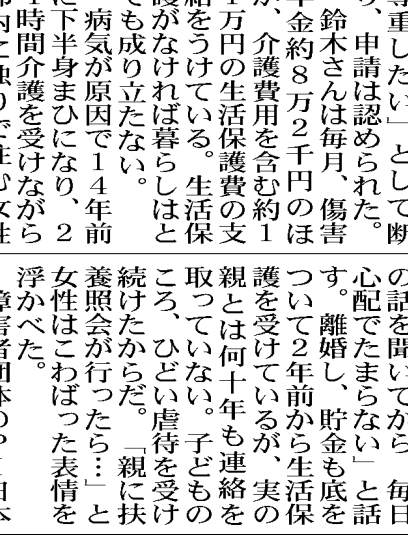 重したい」として断
り、申請は認められた。
鈴木さんは毎月、傷害
年金約８万２千円のほ
か、介護費用を含む約１
１万円の生活保護費の支
給をうけている。生活保
護がなければ暮らしはと
ても成り立たない。
病気が原因で１４年前
に下半身まひになり、２
４時間介護を受けながら
市内に独りで住む女性
の話を聞いてから、毎日
心配でたまらない」と話
す。離婚し、貯金も底を
ついて２年前から生活保
護を受けているが、実の
親とは何十年も連絡を
取っていない。子どもの
ころ、ひどい虐待を受け
続けたからだ。「親に扶
養照会が行ったら…」と
女性はこわばった表情を
浮かべた。
障害者団体の